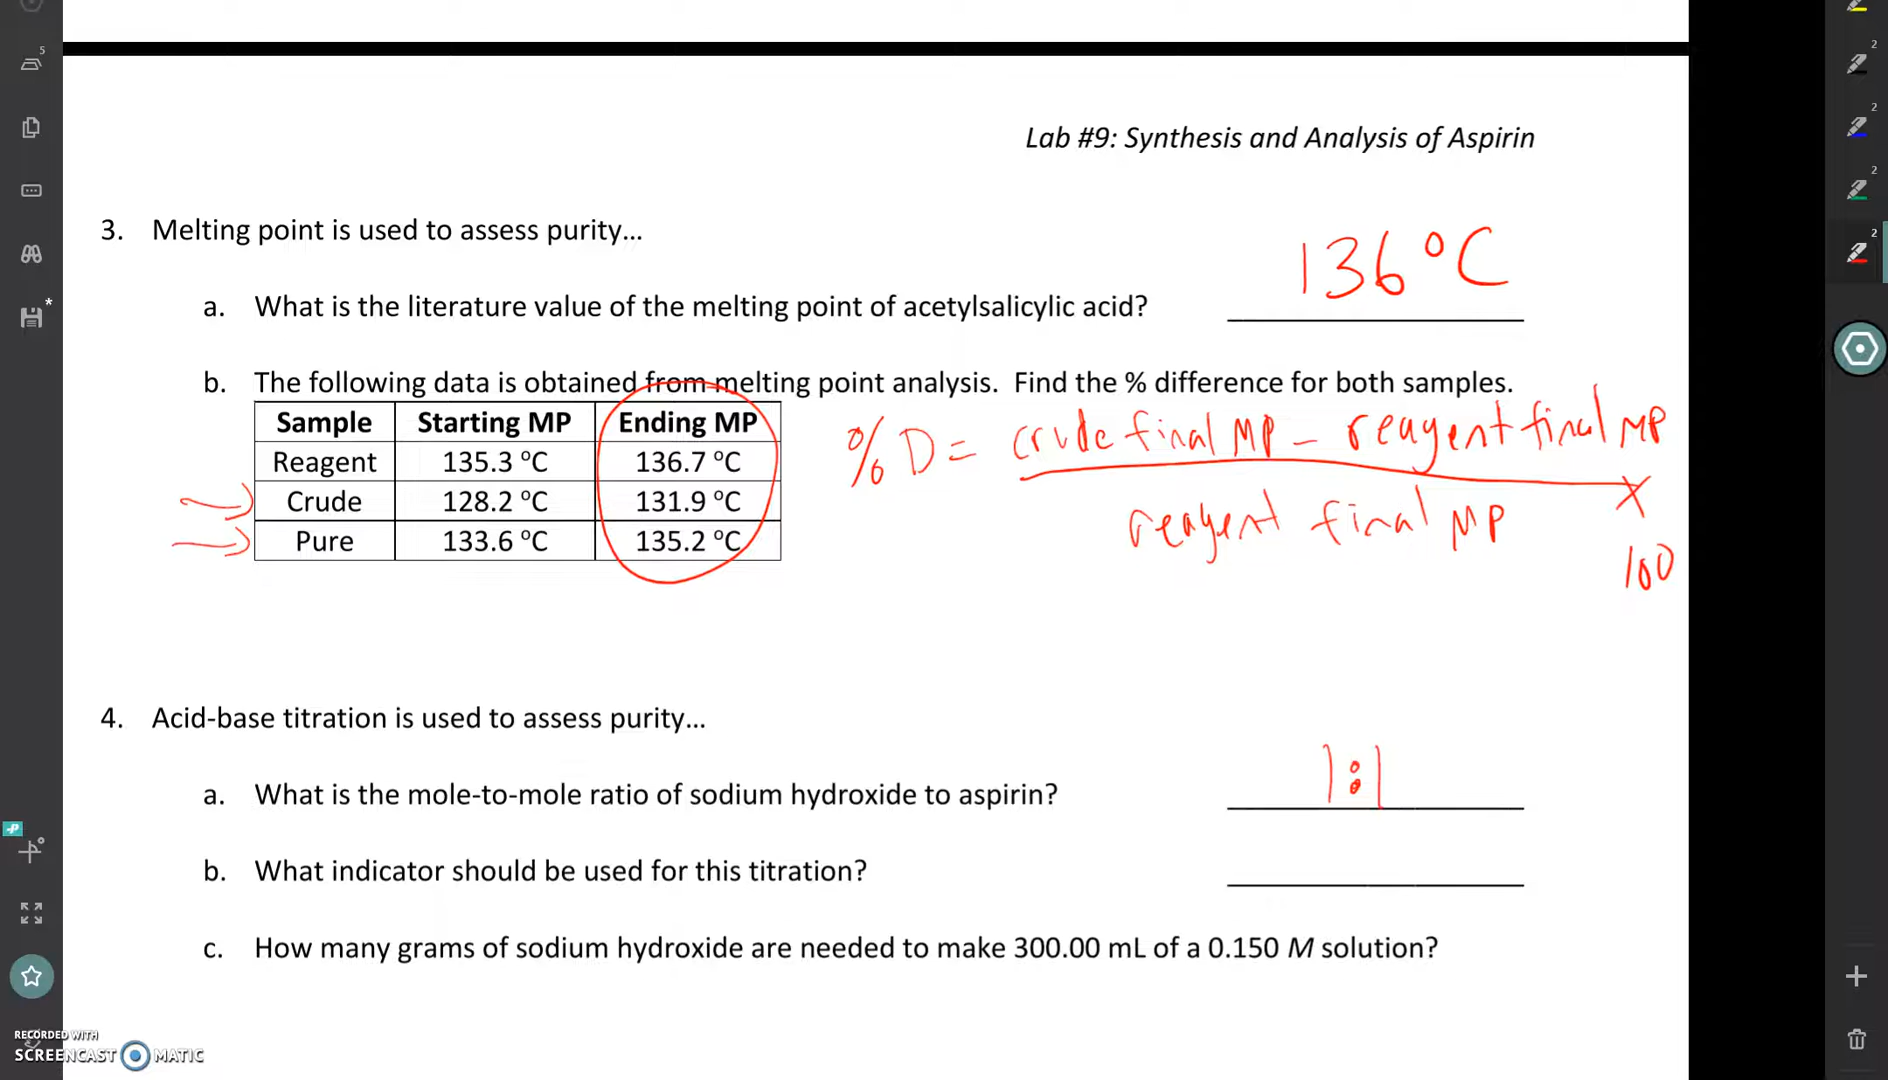 Lab #9: Synthesis and Analysis of Aspirin
3. Melting point is used to assess purity...
136 °C
a. What is the literature value of the melting point of acetylsalicylic acid?
b. The following data is obtained from melting point analysis. Find the % difference for both samples.
Sample Starting MP Ending MP
Reagent 135.3 °C 136.7 °C
Crude 128.2 °C 131.9 °C
Pure 133.6 °C 135.2 °C
% D = crude final MP - reagent final MP
reagent final MP
x
100
4. Acid-base titration is used to assess purity...
1:1
a. What is the mole-to-mole ratio of sodium hydroxide to aspirin?
b. What indicator should be used for this titration?
c. How many grams of sodium hydroxide are needed to make 300.00 mL of a 0.150 M solution?
5
2
2
2
2
2
RECORDED WITH
SCREENCAST MATIC